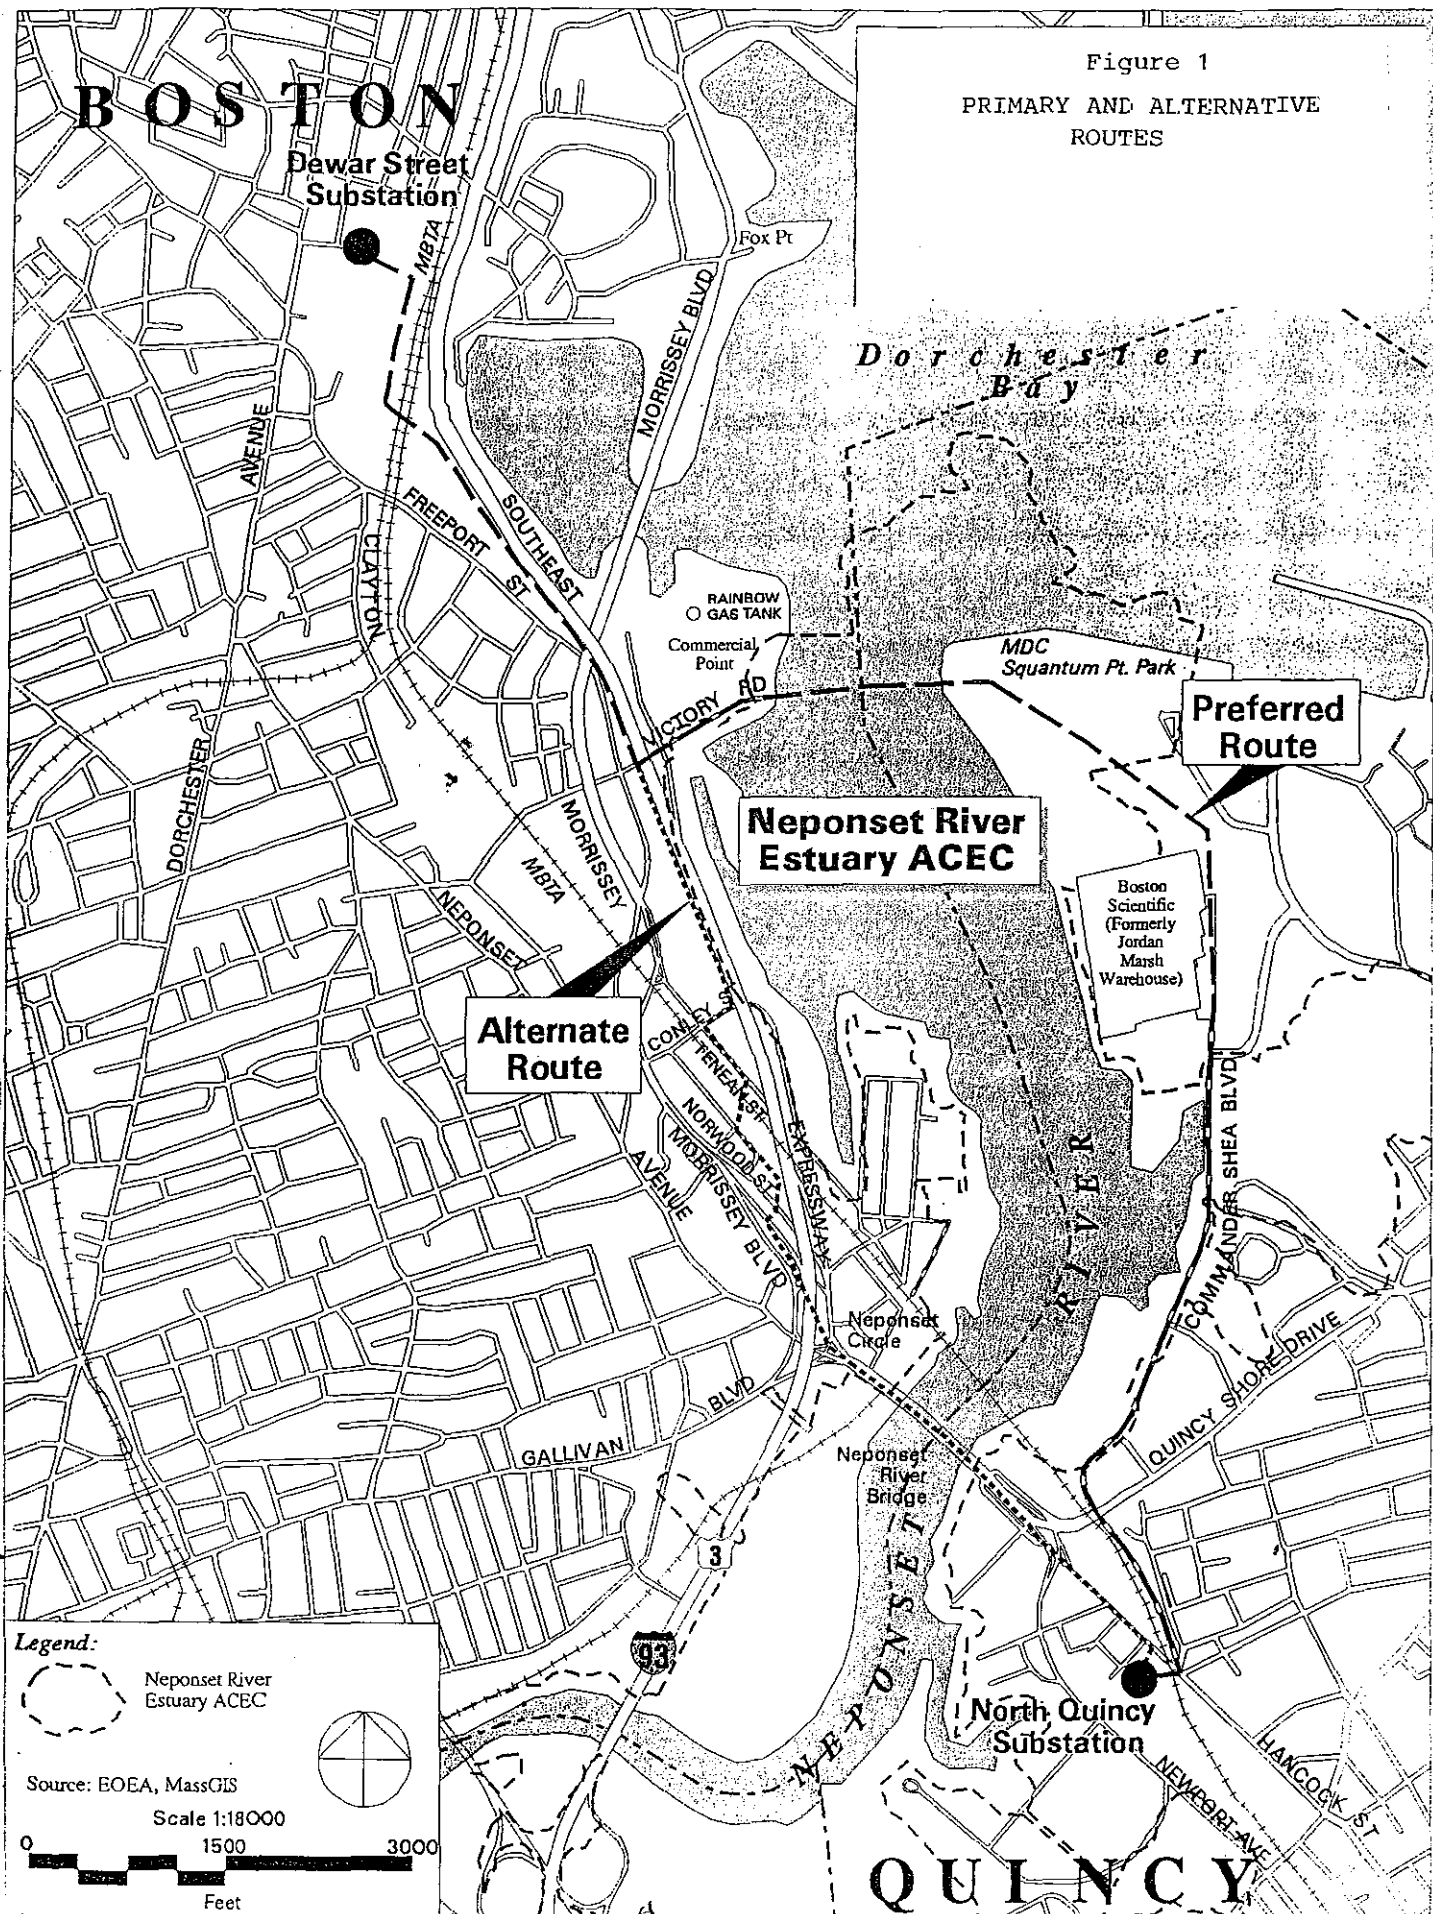 Figure 1
PRIMARY AND ALTERNATIVE
ROUTES
BOSTON
Dewar Street
Substation
MBTA
Fox Pt
MORRISSEY BLVD
Dorchester
Bay
AVENUE
FREEPORT
ST
SOUTHEAST
CLAYTON
RAINBOW
GAS TANK
Commercial
Point
MDC
Squantum Pt. Park
VICTORY RD
Preferred
Route
DORCHESTER
MORRISSEY
MBTA
Neponset River
Estuary ACEC
NEPONSET
Boston
Scientific
(Formerly
Jordan
Marsh
Warehouse)
Alternate
Route
CONLEY ST
TENEAN ST
NORWOOD ST
MORRISSEY BLVD
AVENUE
EXPRESSWAY
RIVER
COMMANDER SHEA BLVD
Neponset
Circle
QUINCY SHORE DRIVE
BLVD
GALLIVAN
Neponset
River
Bridge
3
93
NEPONSET
North Quincy
Substation
HANCOCK ST
NEWPORT AVE
QUINCY
Legend:
Neponset River
Estuary ACEC
Source: EOEA, MassGIS
Scale 1:18000
0 1500 3000
Feet